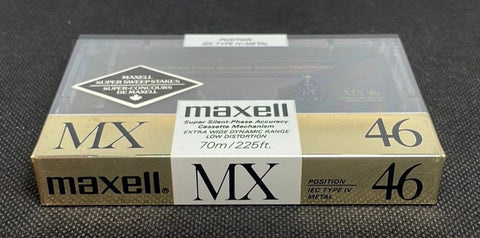 POSITION
IEC TYPE IV•METAL
MAXELL
SUPER SWEEPSTAKES
SUPER-CONCOURS
DE MAXELL
MX 46
maxell
Super Silent-Phase Accuracy
Cassette Mechanism
EXTRA WIDE DYNAMIC RANGE
LOW DISTORTION
70m/225ft.
MX
46
maxell®
MX
POSITION
IEC TYPE IV
METAL
46